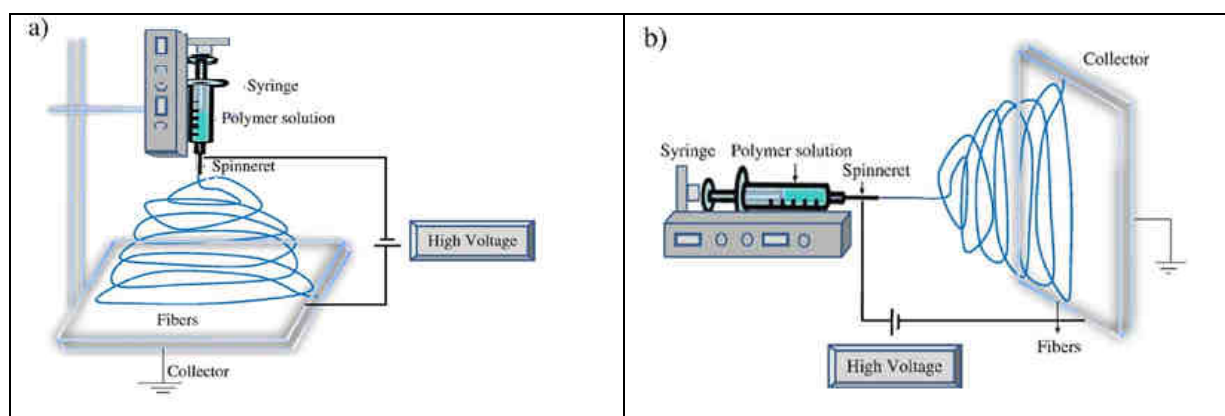 a)
Syringe
Polymer solution
Spinneret
High Voltage
Fibers
Collector
b)
Collector
Syringe Polymer solution
Spinneret
Fibers
High Voltage